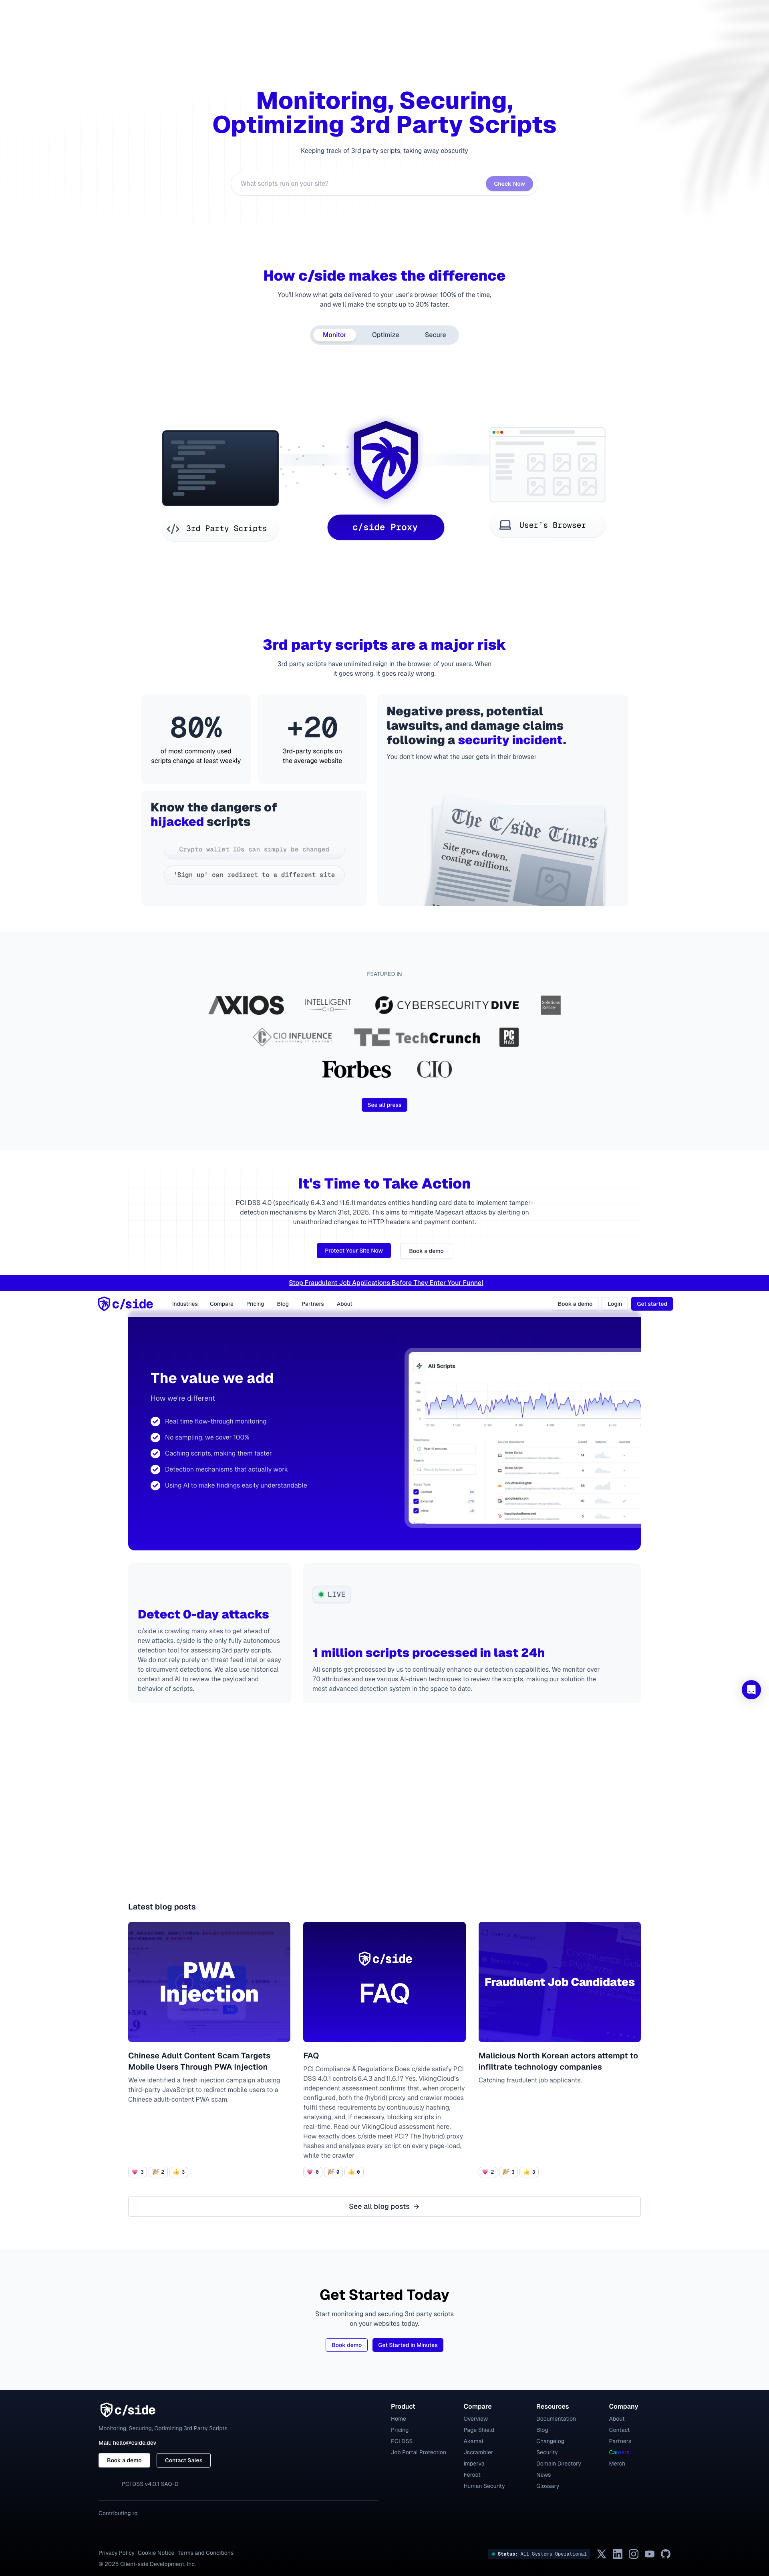 Monitoring, Securing,
Optimizing 3rd Party Scripts
Keeping track of 3rd party scripts, taking away obscurity
What scripts run on your site?
Check Now
How c/side makes the difference
You'll know what gets delivered to your user's browser 100% of the time,
and we'll make the scripts up to 30% faster.
Monitor
Optimize
Secure
3rd Party Scripts
c/side Proxy
User's Browser
3rd party scripts are a major risk
3rd party scripts have unlimited reign in the browser of your users. When
it goes wrong, it goes really wrong.
80%
of most commonly used
scripts change at least weekly
+20
3rd-party scripts on
the average website
Negative press, potential
lawsuits, and damage claims
following a security incident.
You don't know what the user gets in their browser
Know the dangers of
hijacked scripts
Crypto wallet IDs can simply be changed
'Sign up' can redirect to a different site
The C/side Times
Site goes down,
costing millions.
FEATURED IN
AXIOS
INTELLIGENT
CIO
CYBERSECURITY DIVE
Solutions
Review
CIO INFLUENCE
TechCrunch
PC
MAG
Forbes
CIO
See all press
It's Time to Take Action
PCI DSS 4.0 (specifically 6.4.3 and 11.6.1) mandates entities handling card data to implement tamper-
detection mechanisms by March 31st, 2025. This aims to mitigate Magecart attacks by alerting on
unauthorized changes to HTTP headers and payment content.
Protect Your Site Now
Book a demo
Stop Fraudulent Job Applications Before They Enter Your Funnel
c/side
Industries
Compare
Pricing
Blog
Partners
About
Book a demo
Login
Get started
The value we add
How we're different
Real time flow-through monitoring
No sampling, we cover 100%
Caching scripts, making them faster
Detection mechanisms that actually work
Using AI to make findings easily understandable
All Scripts
Detect 0-day attacks
c/side is crawling many sites to get ahead of
new attacks. c/side is the only fully autonomous
detection tool for assessing 3rd party scripts.
We do not rely purely on threat feed intel or easy
to circumvent detections. We also use historical
context and AI to review the payload and
behavior of scripts.
LIVE
1 million scripts processed in last 24h
All scripts get processed by us to continually enhance our detection capabilities. We monitor over
70 attributes and use various AI-driven techniques to review the scripts, making our solution the
most advanced detection system in the space to date.
Latest blog posts
PWA
Injection
c/side
FAQ
Fraudulent Job Candidates
Chinese Adult Content Scam Targets
Mobile Users Through PWA Injection
We've identified a fresh injection campaign abusing
third-party JavaScript to redirect mobile users to a
Chinese adult-content PWA scam.
3
2
3
FAQ
PCI Compliance & Regulations Does c/side satisfy PCI
DSS 4.0.1 controls 6.4.3 and 11.6.1? Yes. VikingCloud's
independent assessment confirms that, when properly
configured, both the (hybrid) proxy and crawler modes
fulfil these requirements by continuously hashing,
analysing, and, if necessary, blocking scripts in
real-time. Read our VikingCloud assessment here.
How exactly does c/side meet PCI? The (hybrid) proxy
hashes and analyses every script on every page-load,
while the crawler
0
0
0
Malicious North Korean actors attempt to
infiltrate technology companies
Catching fraudulent job applicants.
2
3
3
See all blog posts →
Get Started Today
Start monitoring and securing 3rd party scripts
on your websites today.
Book demo
Get Started in Minutes
c/side
Monitoring, Securing, Optimizing 3rd Party Scripts
Mail: hello@cside.dev
Book a demo
Contact Sales
PCI DSS v4.0.1 SAQ-D
Contributing to
Product
Home
Pricing
PCI DSS
Job Portal Protection
Compare
Overview
Page Shield
Akamai
Jscrambler
Imperva
Feroot
Human Security
Resources
Documentation
Blog
Changelog
Security
Domain Directory
News
Glossary
Company
About
Contact
Partners
Careers
Merch
Privacy Policy
Cookie Notice
Terms and Conditions
© 2025 Client-side Development, Inc.
Status: All Systems Operational